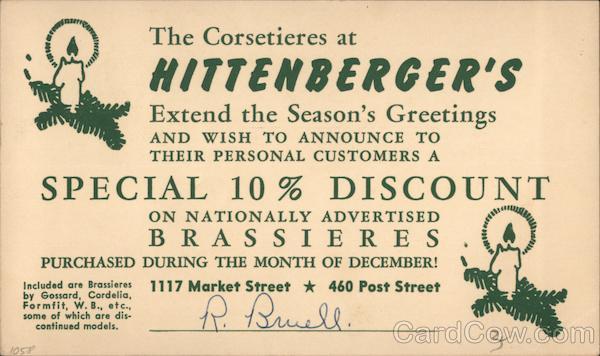 The Corsetieres at
HITTENBERGER'S
Extend the Season's Greetings
AND WISH TO ANNOUNCE TO
THEIR PERSONAL CUSTOMERS A
SPECIAL 10% DISCOUNT
ON NATIONALLY ADVERTISED
BRASSIERES
PURCHASED DURING THE MONTH OF DECEMBER!
Included are Brassieres
by Gossard, Cordelia,
Formfit, W. B., etc.,
some of which are dis-
continued models.
1117 Market Street ★ 460 Post Street
R. Bruell.
1058
CardCow.com